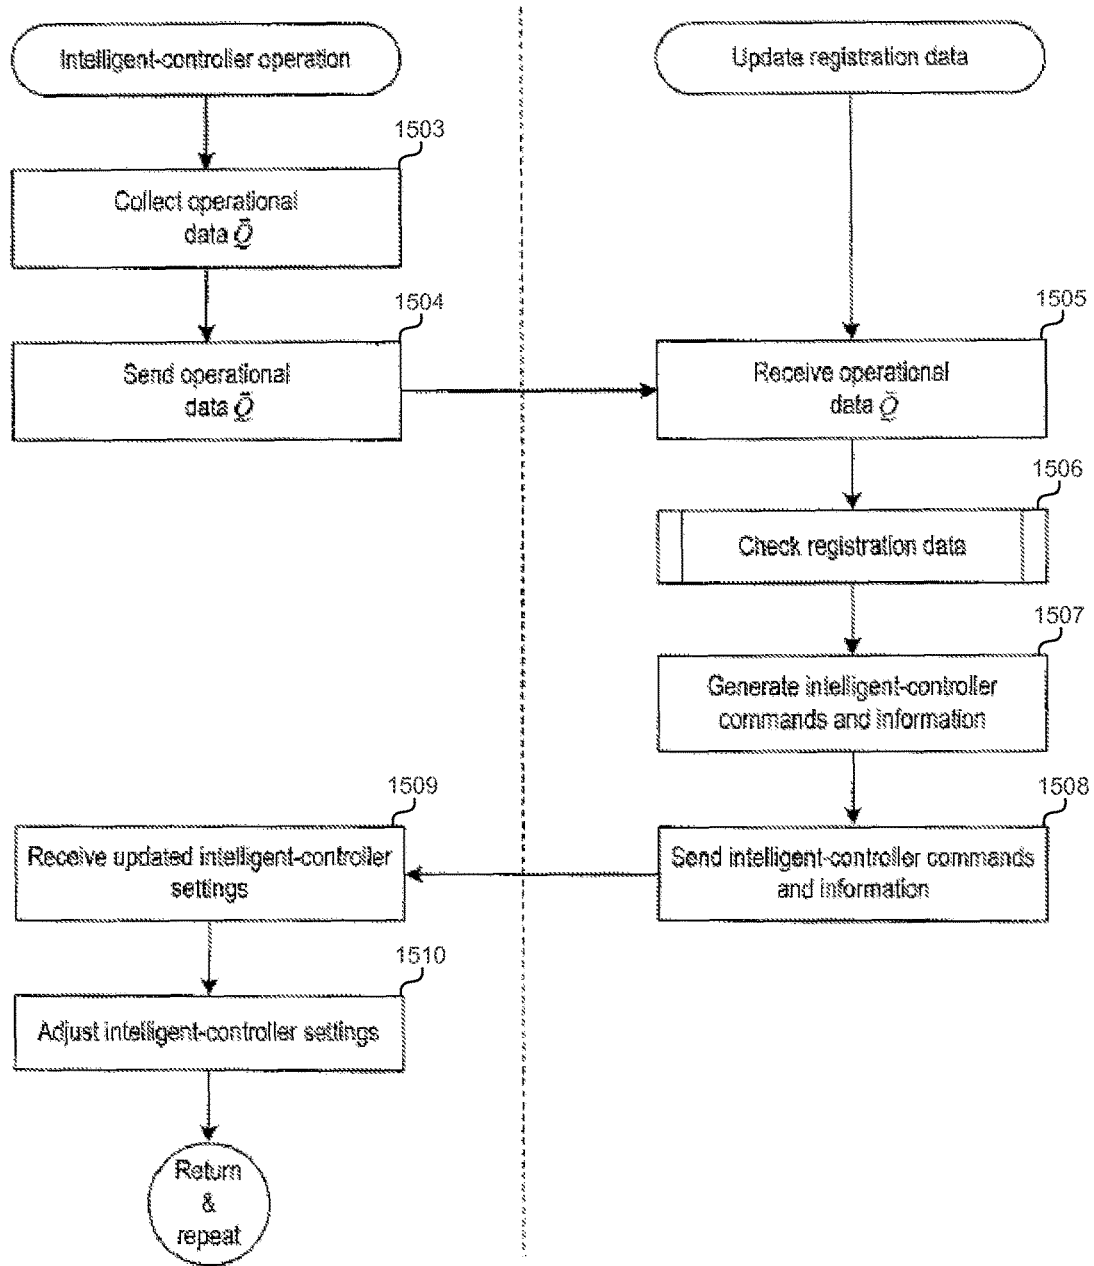 Intelligent-controller operation
1503
Collect operational
data Q̄
1504
Send operational
data Q̄
Update registration data
1505
Receive operational
data Q̄
1506
Check registration data
1507
Generate intelligent-controller
commands and information
1508
Send intelligent-controller commands
and information
1509
Receive updated intelligent-controller
settings
1510
Adjust intelligent-controller settings
Return
&
repeat